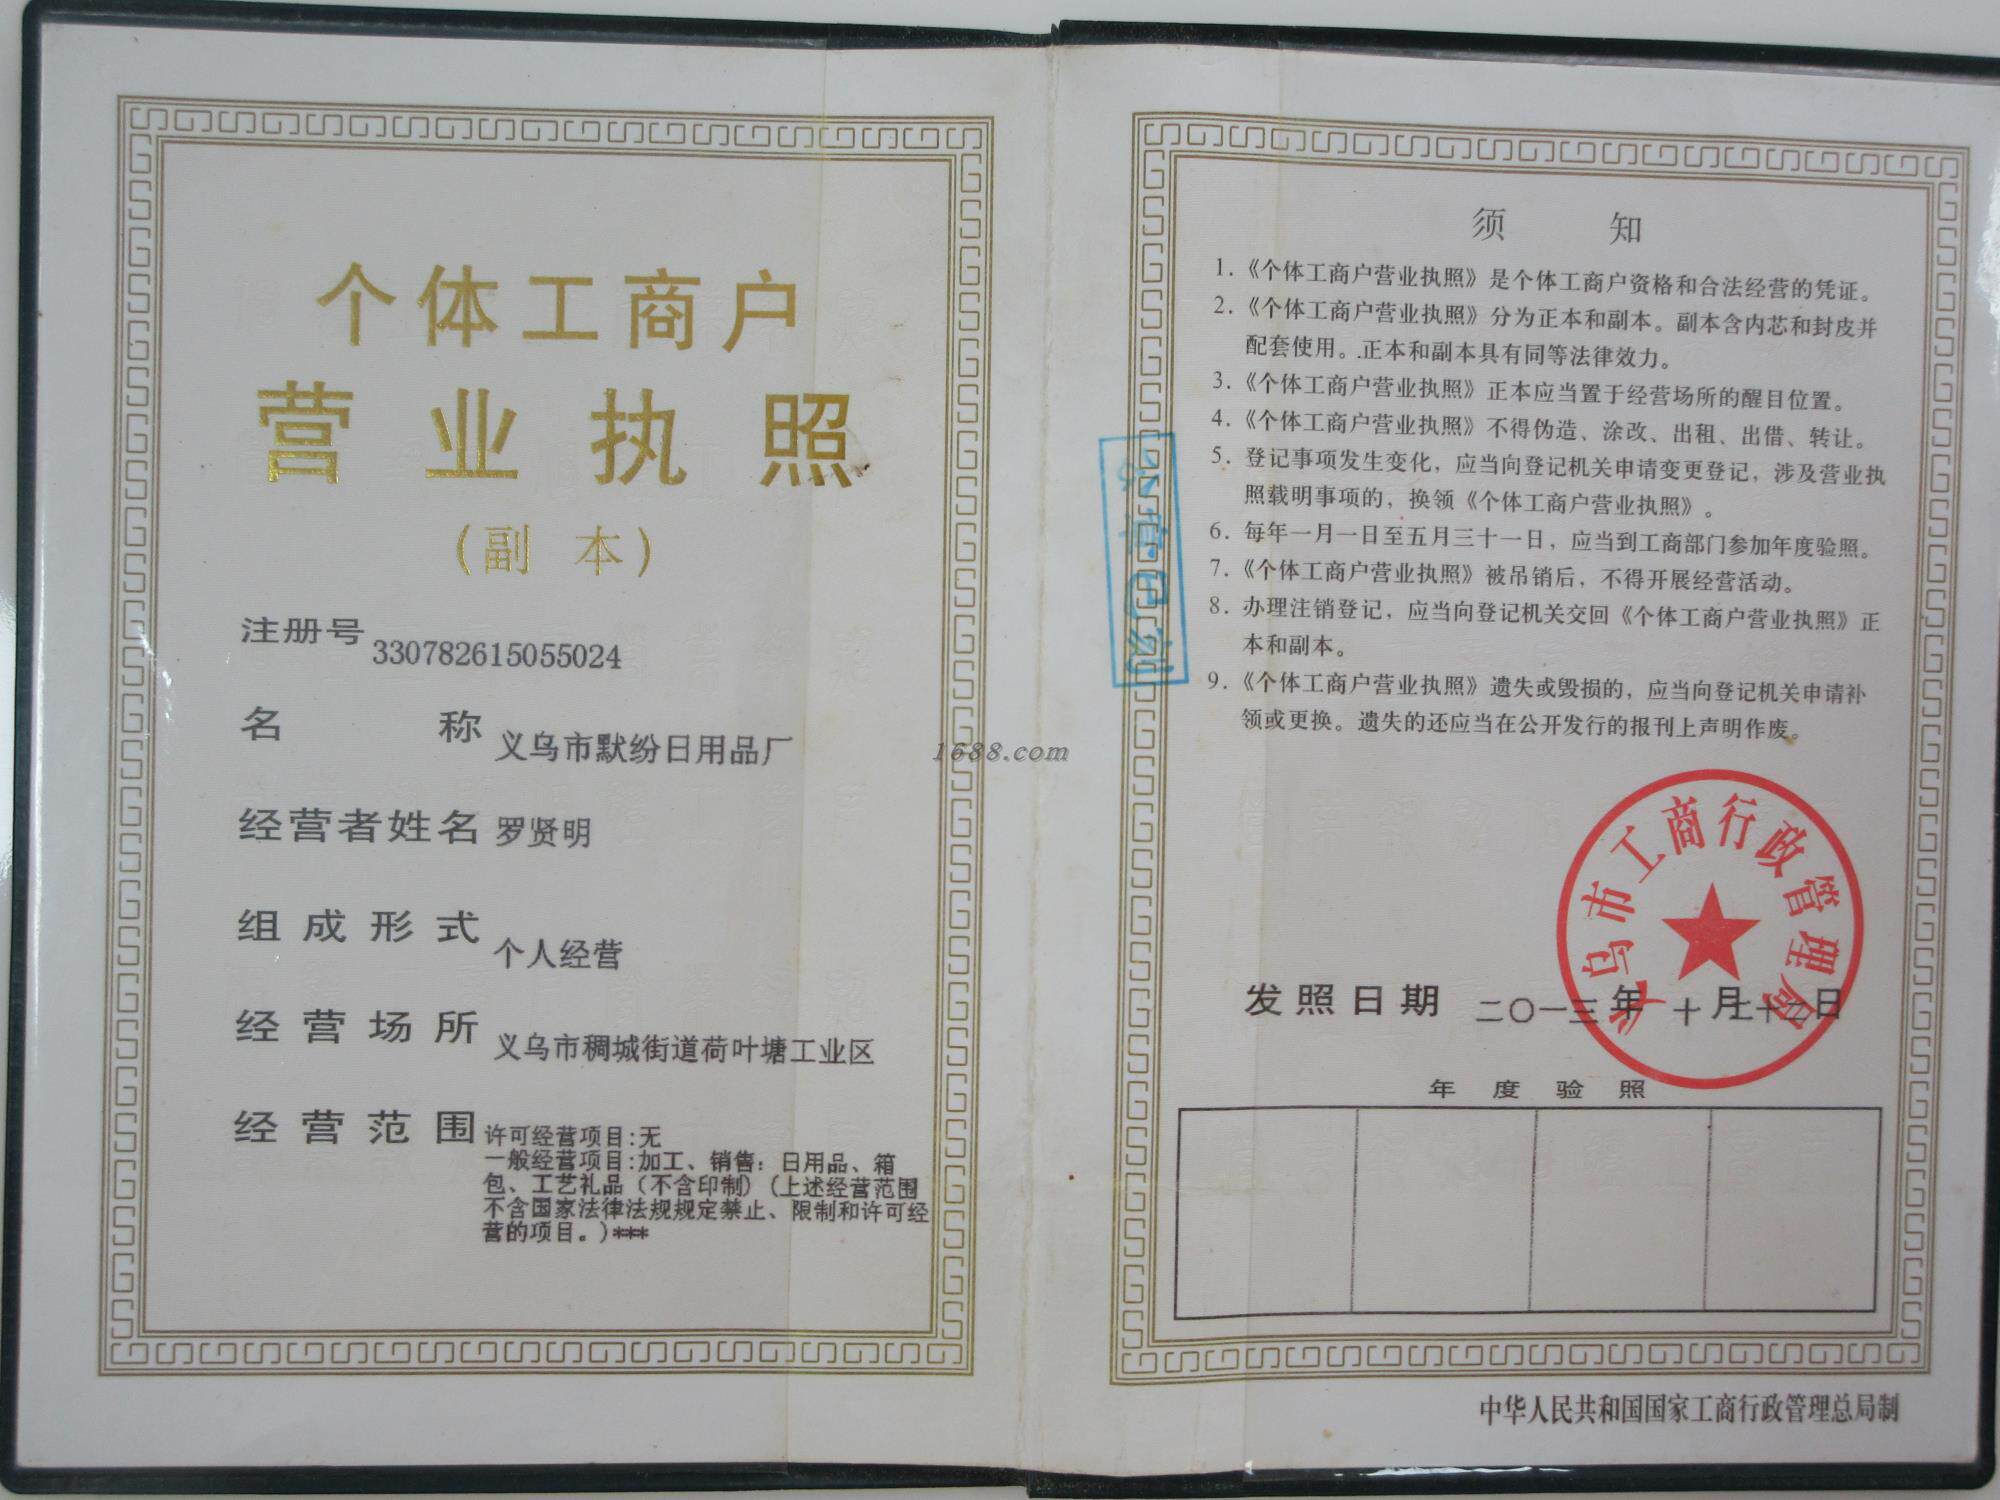 个体工商户
营业执照
(副 本)
注册号 330782615055024
名称 义乌市默纷日用品厂
经营者姓名 罗贤明
组成形式 个人经营
经营场所 义乌市稠城街道荷叶塘工业区
经营范围 许可经营项目:无
一般经营项目:加工、销售：日用品、箱
包、工艺礼品（不含印制）(上述经营范围
不含国家法律法规规定禁止、限制和许可经
营的项目。)***
1688.com
公章已刻
须 知
1.《个体工商户营业执照》是个体工商户资格和合法经营的凭证。
2.《个体工商户营业执照》分为正本和副本。副本含内芯和封皮并
配套使用。正本和副本具有同等法律效力。
3.《个体工商户营业执照》正本应当置于经营场所的醒目位置。
4.《个体工商户营业执照》不得伪造、涂改、出租、出借、转让。
5. 登记事项发生变化，应当向登记机关申请变更登记，涉及营业执
照载明事项的，换领《个体工商户营业执照》。
6. 每年一月一日至五月三十一日，应当到工商部门参加年度验照。
7.《个体工商户营业执照》被吊销后，不得开展经营活动。
8. 办理注销登记，应当向登记机关交回《个体工商户营业执照》正
本和副本。
9.《个体工商户营业执照》遗失或毁损的，应当向登记机关申请补
领或更换。遗失的还应当在公开发行的报刊上声明作废。
义乌市工商行政管理局
发照日期 二〇一三年 十月 日
年度验照
中华人民共和国国家工商行政管理总局制